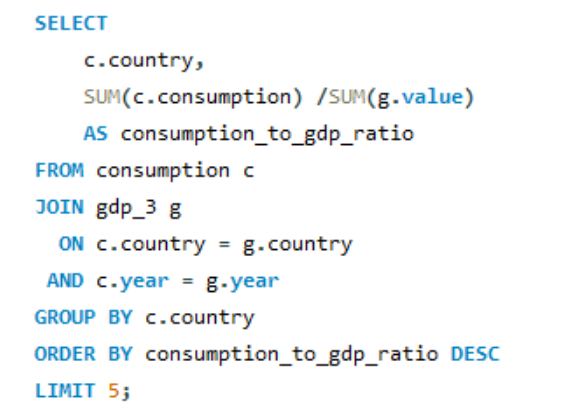 SELECT
c.country,
SUM(c.consumption) /SUM(g.value)
AS consumption_to_gdp_ratio
FROM consumption c
JOIN gdp_3 g
ON c.country = g.country
AND c.year = g.year
GROUP BY c.country
ORDER BY consumption_to_gdp_ratio DESC
LIMIT 5;